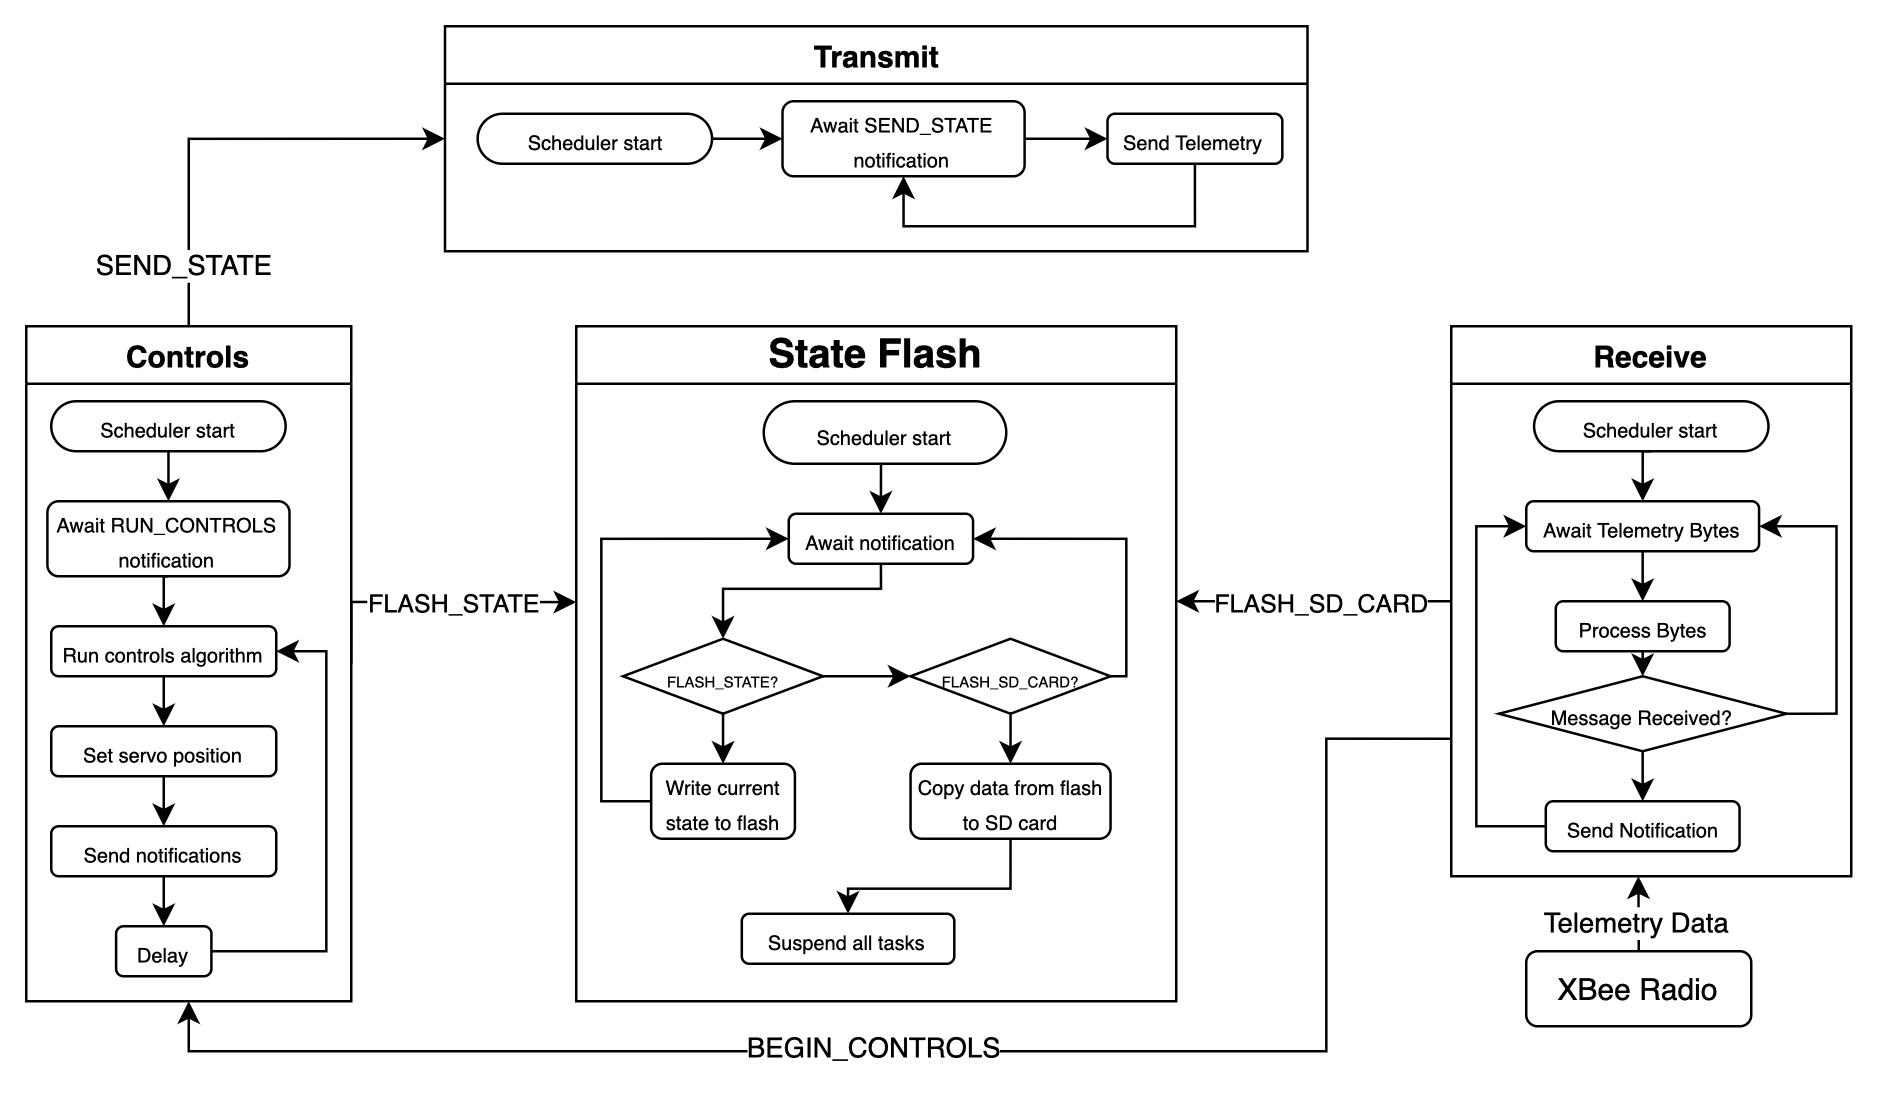 Transmit
Scheduler start
Await SEND_STATE
notification
Send Telemetry
SEND_STATE
Controls
Scheduler start
Await RUN_CONTROLS
notification
Run controls algorithm
Set servo position
Send notifications
Delay
FLASH_STATE
State Flash
Scheduler start
Await notification
FLASH_STATE?
FLASH_SD_CARD?
Write current
state to flash
Copy data from flash
to SD card
Suspend all tasks
FLASH_SD_CARD
Receive
Scheduler start
Await Telemetry Bytes
Process Bytes
Message Received?
Send Notification
Telemetry Data
XBee Radio
BEGIN_CONTROLS